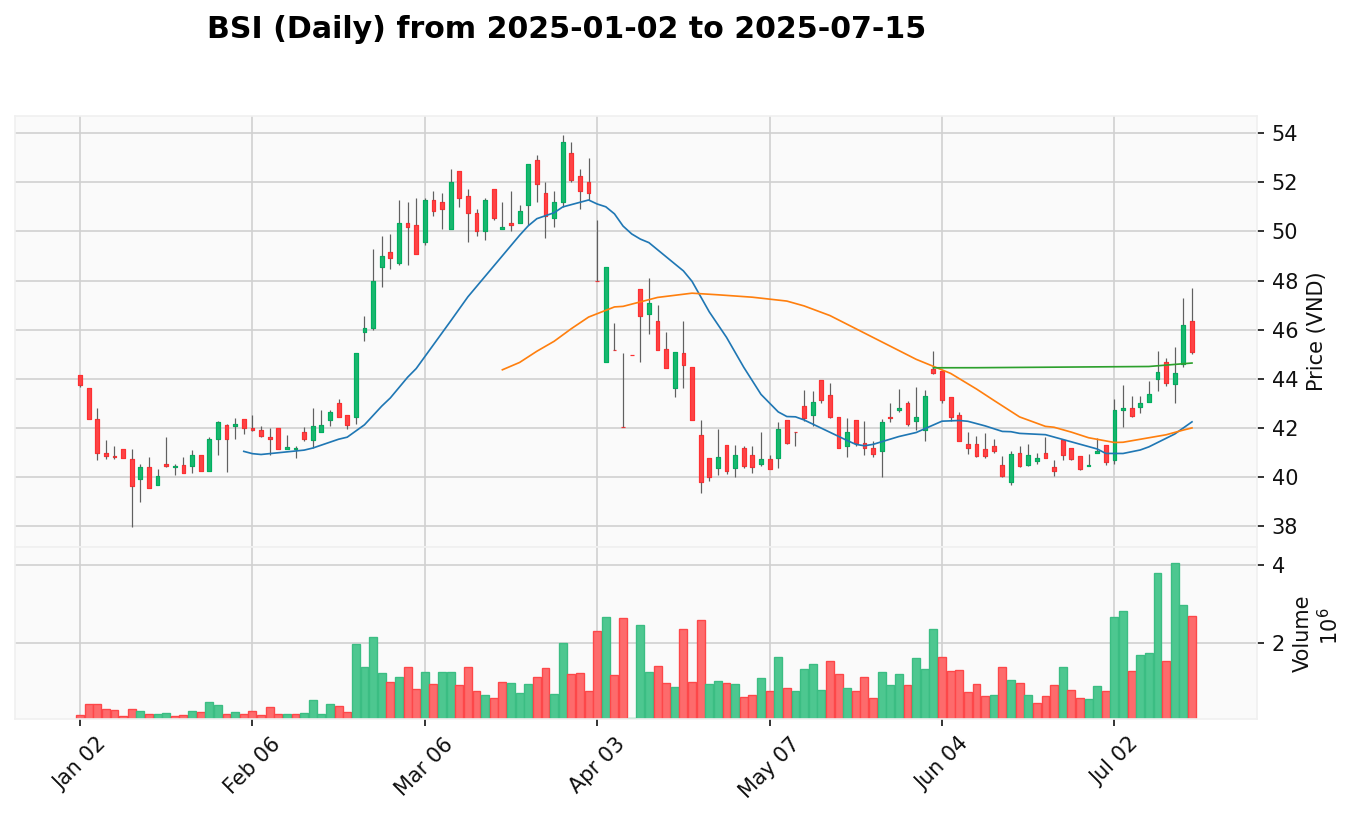 BSI (Daily) from 2025-01-02 to 2025-07-15
54
52
50
48
46
44
42
40
38
Price (VND)
4
2
Volume
10⁶
Jan 02
Feb 06
Mar 06
Apr 03
May 07
Jun 04
Jul 02